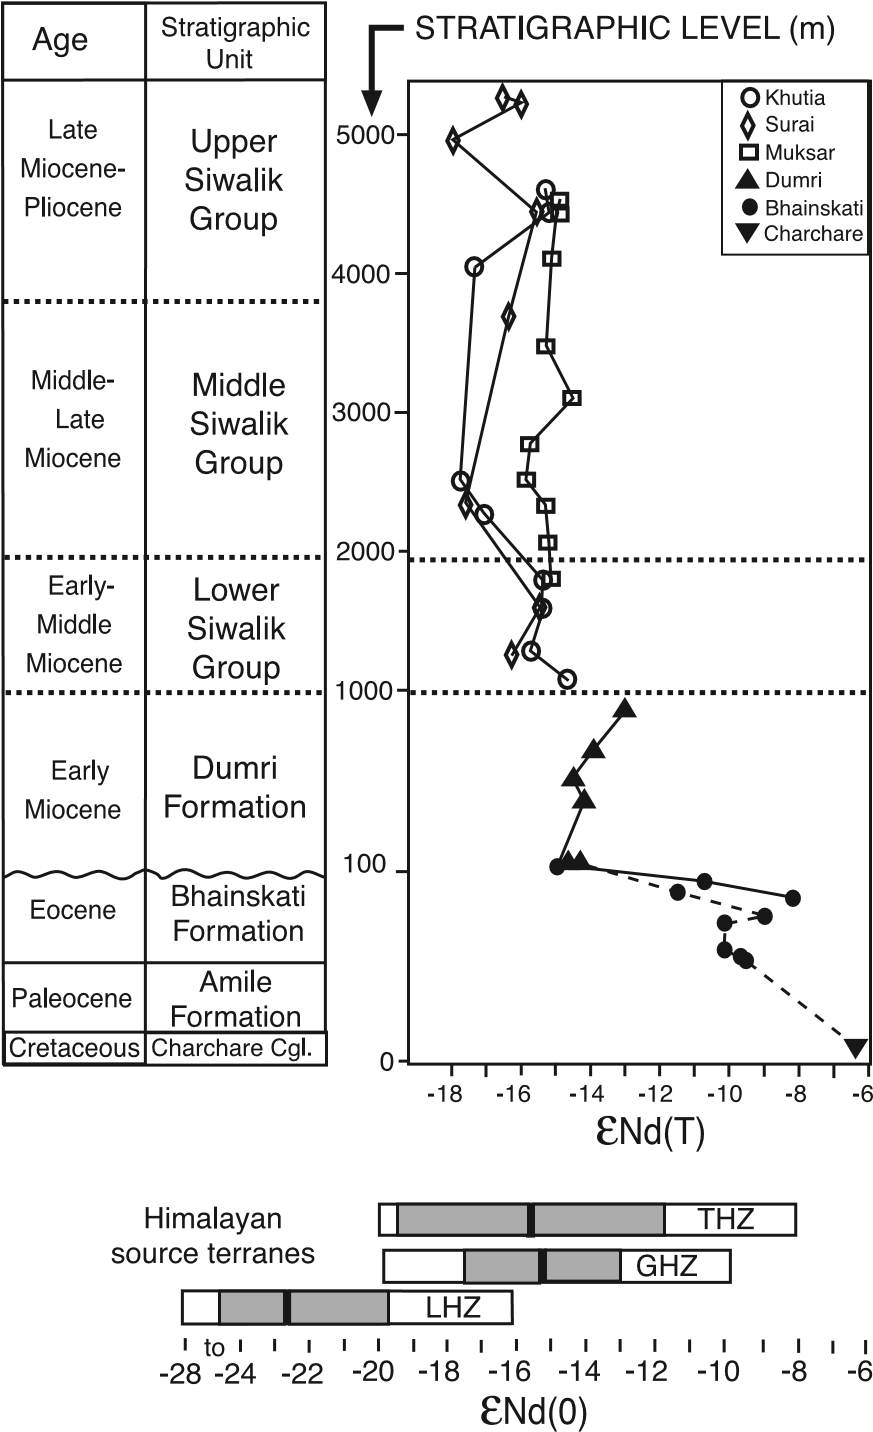 Age
Stratigraphic
Unit
STRATIGRAPHIC LEVEL (m)
Late
Miocene-
Pliocene
Upper
Siwalik
Group
Middle-
Late
Miocene
Middle
Siwalik
Group
Early-
Middle
Miocene
Lower
Siwalik
Group
Early
Miocene
Dumri
Formation
Eocene
Bhainskati
Formation
Paleocene
Amile
Formation
Cretaceous
Charchare Cgl.
5000
4000
3000
2000
1000
100
0
Khutia
Surai
Muksar
Dumri
Bhainskati
Charchare
-18 -16 -14 -12 -10 -8 -6
εNd(T)
Himalayan
source terranes
THZ
GHZ
LHZ
to
-28 -24 -22 -20 -18 -16 -14 -12 -10 -8 -6
εNd(0)